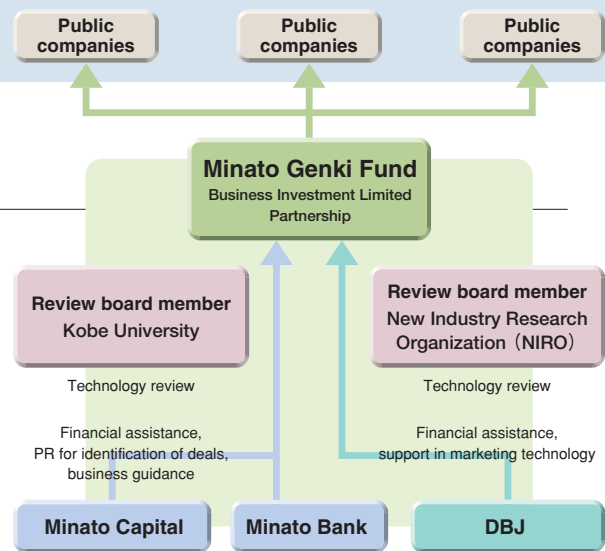 Public
companies
Public
companies
Public
companies
Minato Genki Fund
Business Investment Limited
Partnership
Review board member
Kobe University
Review board member
New Industry Research
Organization（NIRO）
Technology review
Technology review
Financial assistance,
PR for identification of deals,
business guidance
Financial assistance,
support in marketing technology
Minato Capital
Minato Bank
DBJ